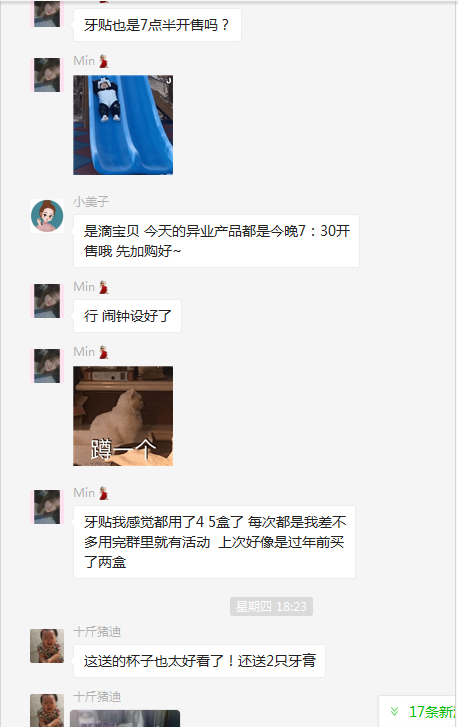 牙贴也是7点半开售吗？
Min
小美子
是滴宝贝 今天的异业产品都是今晚7：30开
售哦 先加购好~
Min
行 闹钟设好了
Min
蹲一个
Min
牙贴我感觉都用了4 5盒了 每次都是我差不
多用完群里就有活动  上次好像是过年前买
了两盒
星期四 18:23
十斤猪迪
这送的杯子也太好看了！还送2只牙膏
十斤猪迪
17条新